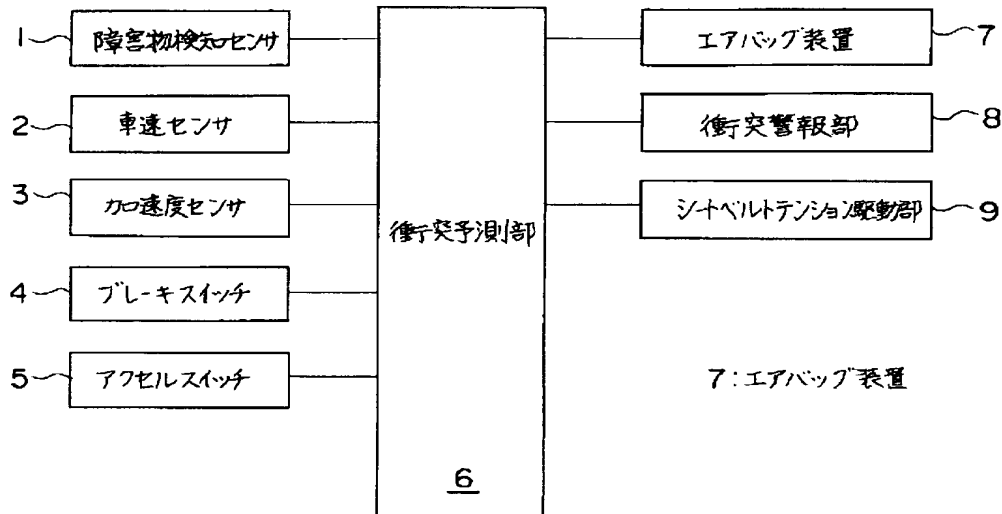 1
障害物検知センサ
2
車速センサ
3
加速度センサ
4
ブレーキスイッチ
5
アクセルスイッチ
衝突予測部
6
エアバッグ装置
7
衝突警報部
8
シートベルトテンション駆動部
9
7:エアバッグ装置